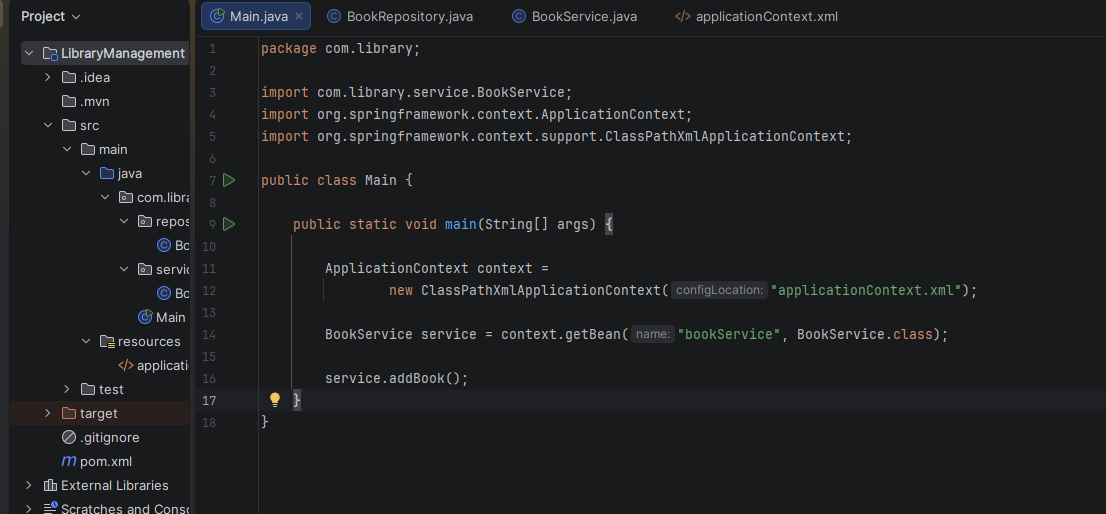 Project
LibraryManagement
.idea
.mvn
src
main
java
com.libra
repos
Bo
servic
Bo
Main
resources
applicati
test
target
.gitignore
pom.xml
External Libraries
Scratches and Conso
Main.java
BookRepository.java
BookService.java
applicationContext.xml
1 package com.library;
2
3 import com.library.service.BookService;
4 import org.springframework.context.ApplicationContext;
5 import org.springframework.context.support.ClassPathXmlApplicationContext;
6
7 public class Main {
8
9 public static void main(String[] args) {
10
11 ApplicationContext context =
12 new ClassPathXmlApplicationContext( configLocation: "applicationContext.xml");
13
14 BookService service = context.getBean( name: "bookService", BookService.class);
15
16 service.addBook();
17 }
18 }